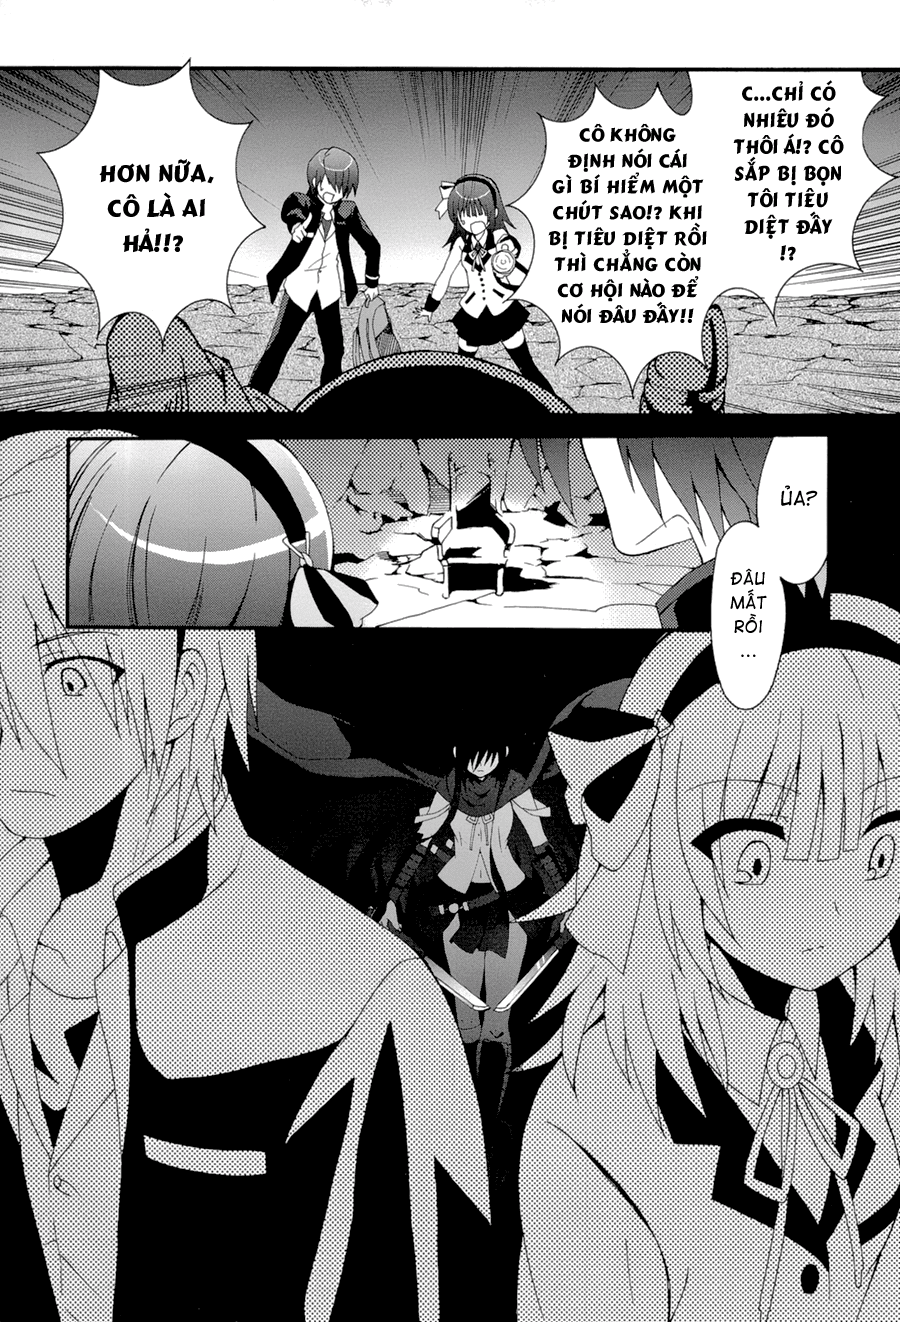 C...CHỈ CÓ
NHIÊU ĐÓ
THÔI Á!? CÔ
SẮP BỊ BỌN
TÔI TIÊU
DIỆT ĐẤY
!?
CÔ KHÔNG
ĐỊNH NÓI CÁI
GÌ BÍ HIỂM MỘT
CHÚT SAO!? KHI
BỊ TIÊU DIỆT RỒI
THÌ CHẲNG CÒN
CƠ HỘI NÀO ĐỂ
NÓI ĐÂU ĐẤY!!
HƠN NỮA,
CÔ LÀ AI
HẢ!!!?
ỦA?
ĐÂU
MẤT
RỒI
...